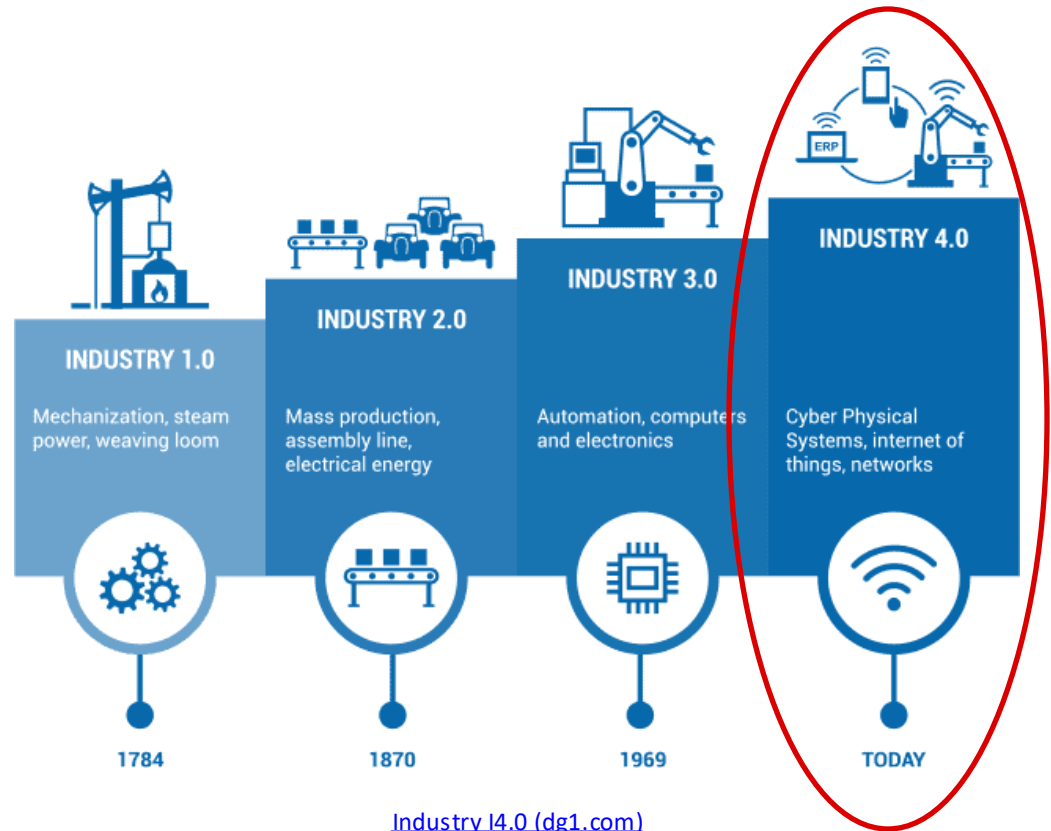 ERP
INDUSTRY 1.0
Mechanization, steam
power, weaving loom
INDUSTRY 2.0
Mass production,
assembly line,
electrical energy
INDUSTRY 3.0
Automation, computers
and electronics
INDUSTRY 4.0
Cyber Physical
Systems, internet of
things, networks
1784
1870
1969
TODAY
Industry I4.0 (dg1.com)